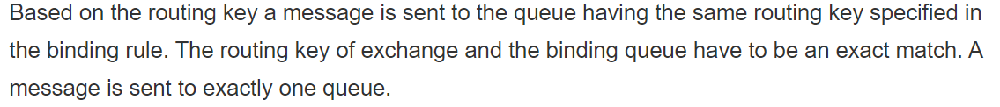 Based on the routing key a message is sent to the queue having the same routing key specified in
the binding rule. The routing key of exchange and the binding queue have to be an exact match. A
message is sent to exactly one queue.